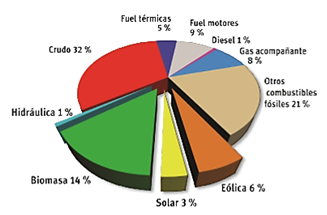 Fuel térmicas
5 %
Fuel motores
9 %
Diesel 1 %
Gas acompañante
8 %
Crudo 32 %
Otros
combustibles
fósiles 21 %
Hidráulica 1 %
Biomasa 14 %
Solar 3 %
Eólica 6 %